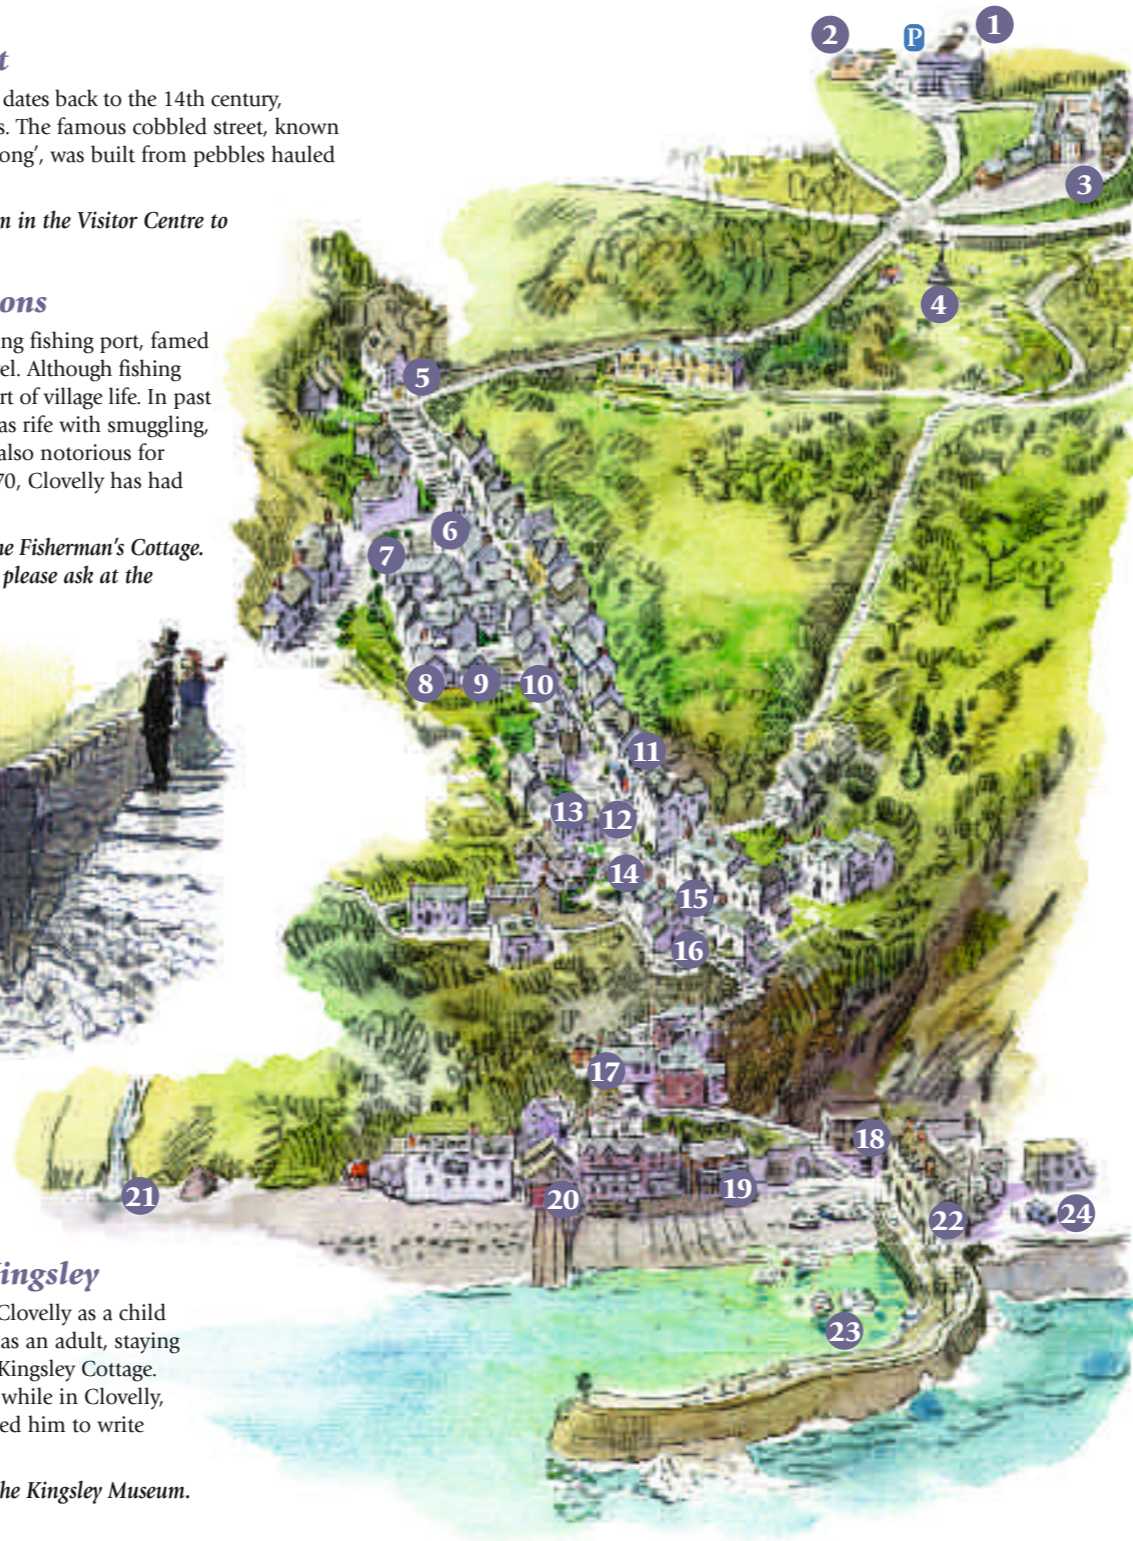 t
dates back to the 14th century,
s. The famous cobbled street, known
ong’, was built from pebbles hauled
n in the Visitor Centre to
ons
ng fishing port, famed
el. Although fishing
rt of village life. In past
as rife with smuggling,
also notorious for
70, Clovelly has had
ne Fisherman’s Cottage.
please ask at the
Kingsley
Clovelly as a child
as an adult, staying
Kingsley Cottage.
while in Clovelly,
ed him to write
he Kingsley Museum.
1
2
P
3
4
5
6
7
8
9
10
11
12
13
14
15
16
17
18
19
20
21
22
23
24